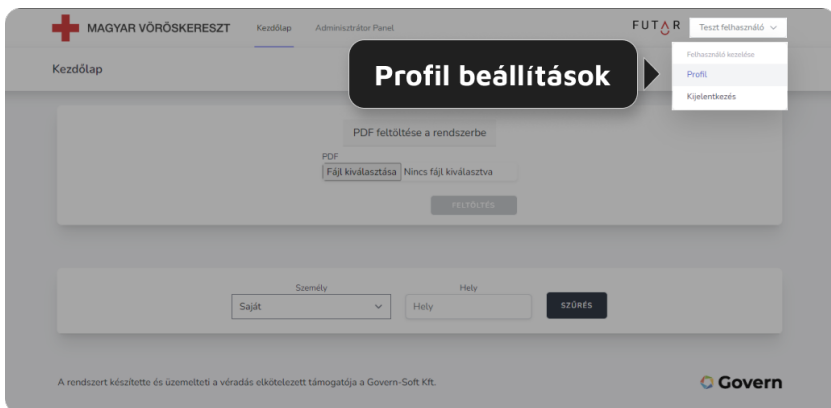 MAGYAR VÖRÖSKERESZT
Kezdőlap
Adminisztrátor Panel
FUTÁR
Teszt felhasználó
Kezdőlap
Profil beállítások
Felhasználó kezelése
Profil
Kijelentkezés
PDF feltöltése a rendszerbe
PDF
Fájl kiválasztása Nincs fájl kiválasztva
FELTÖLTÉS
Személy
Hely
Saját
Hely
SZŰRÉS
A rendszert készítette és üzemelteti a véradás elkötelezett támogatója a Govern-Soft Kft.
Govern